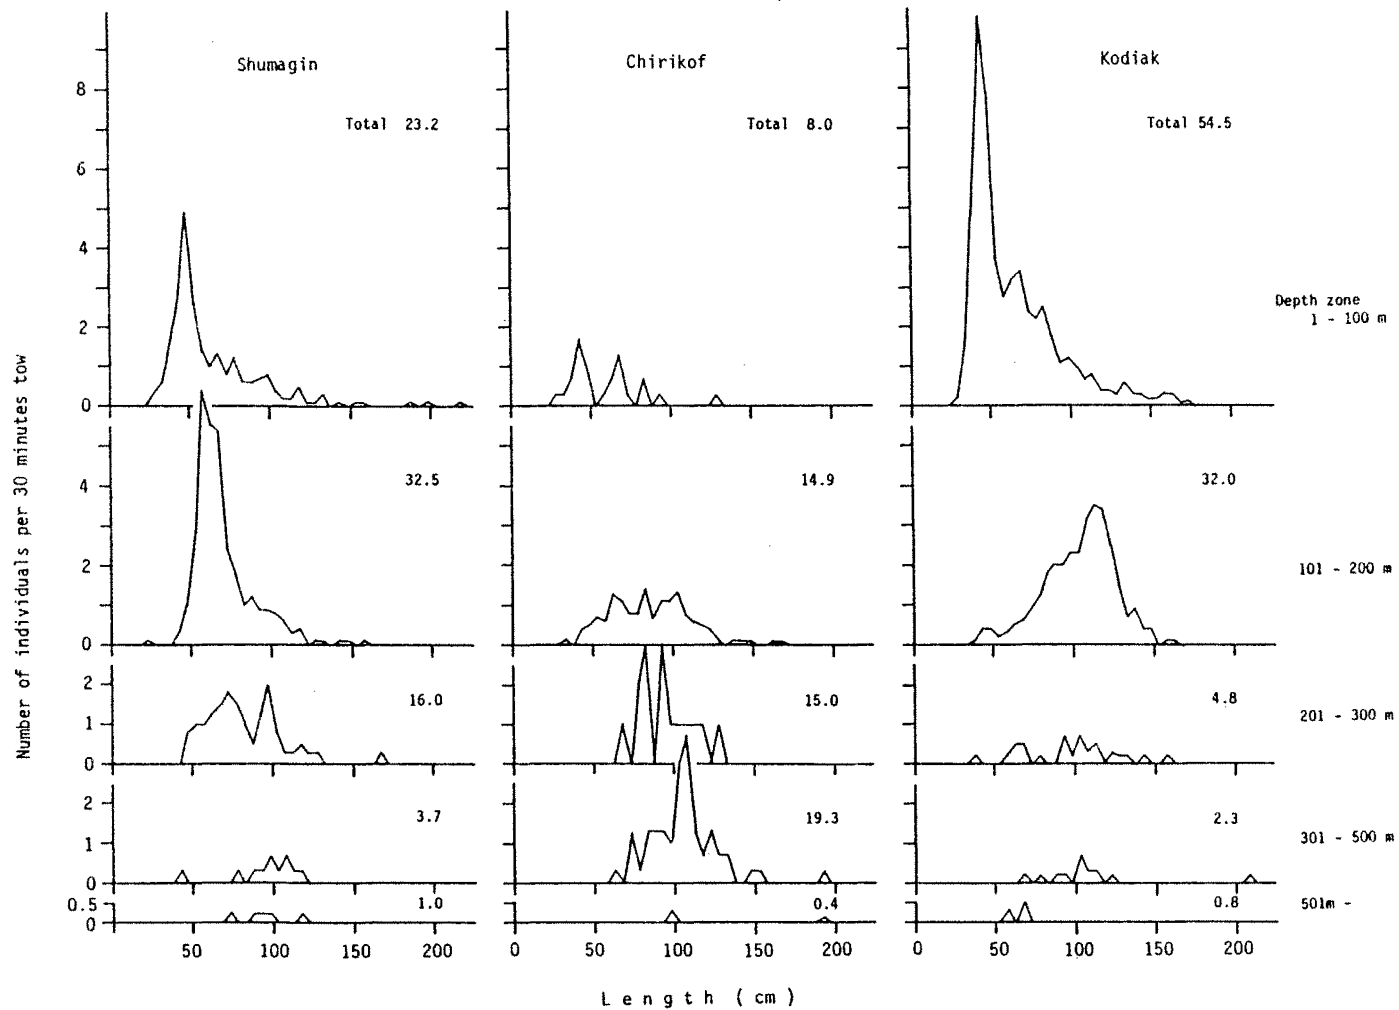 Shumagin
Chirikof
Kodiak
Total 23.2
Total 8.0
Total 54.5
8
6
4
2
0
Depth zone
1 - 100 m
32.5
14.9
32.0
4
2
0
101 - 200 m
16.0
15.0
4.8
2
1
0
201 - 300 m
3.7
19.3
2.3
2
1
0
301 - 500 m
1.0
0.4
0.8
0.5
0
501m -
0 50 100 150 200
50 100 150 200
0 50 100 150 200
Number of individuals per 30 minutes tow
Length (cm)